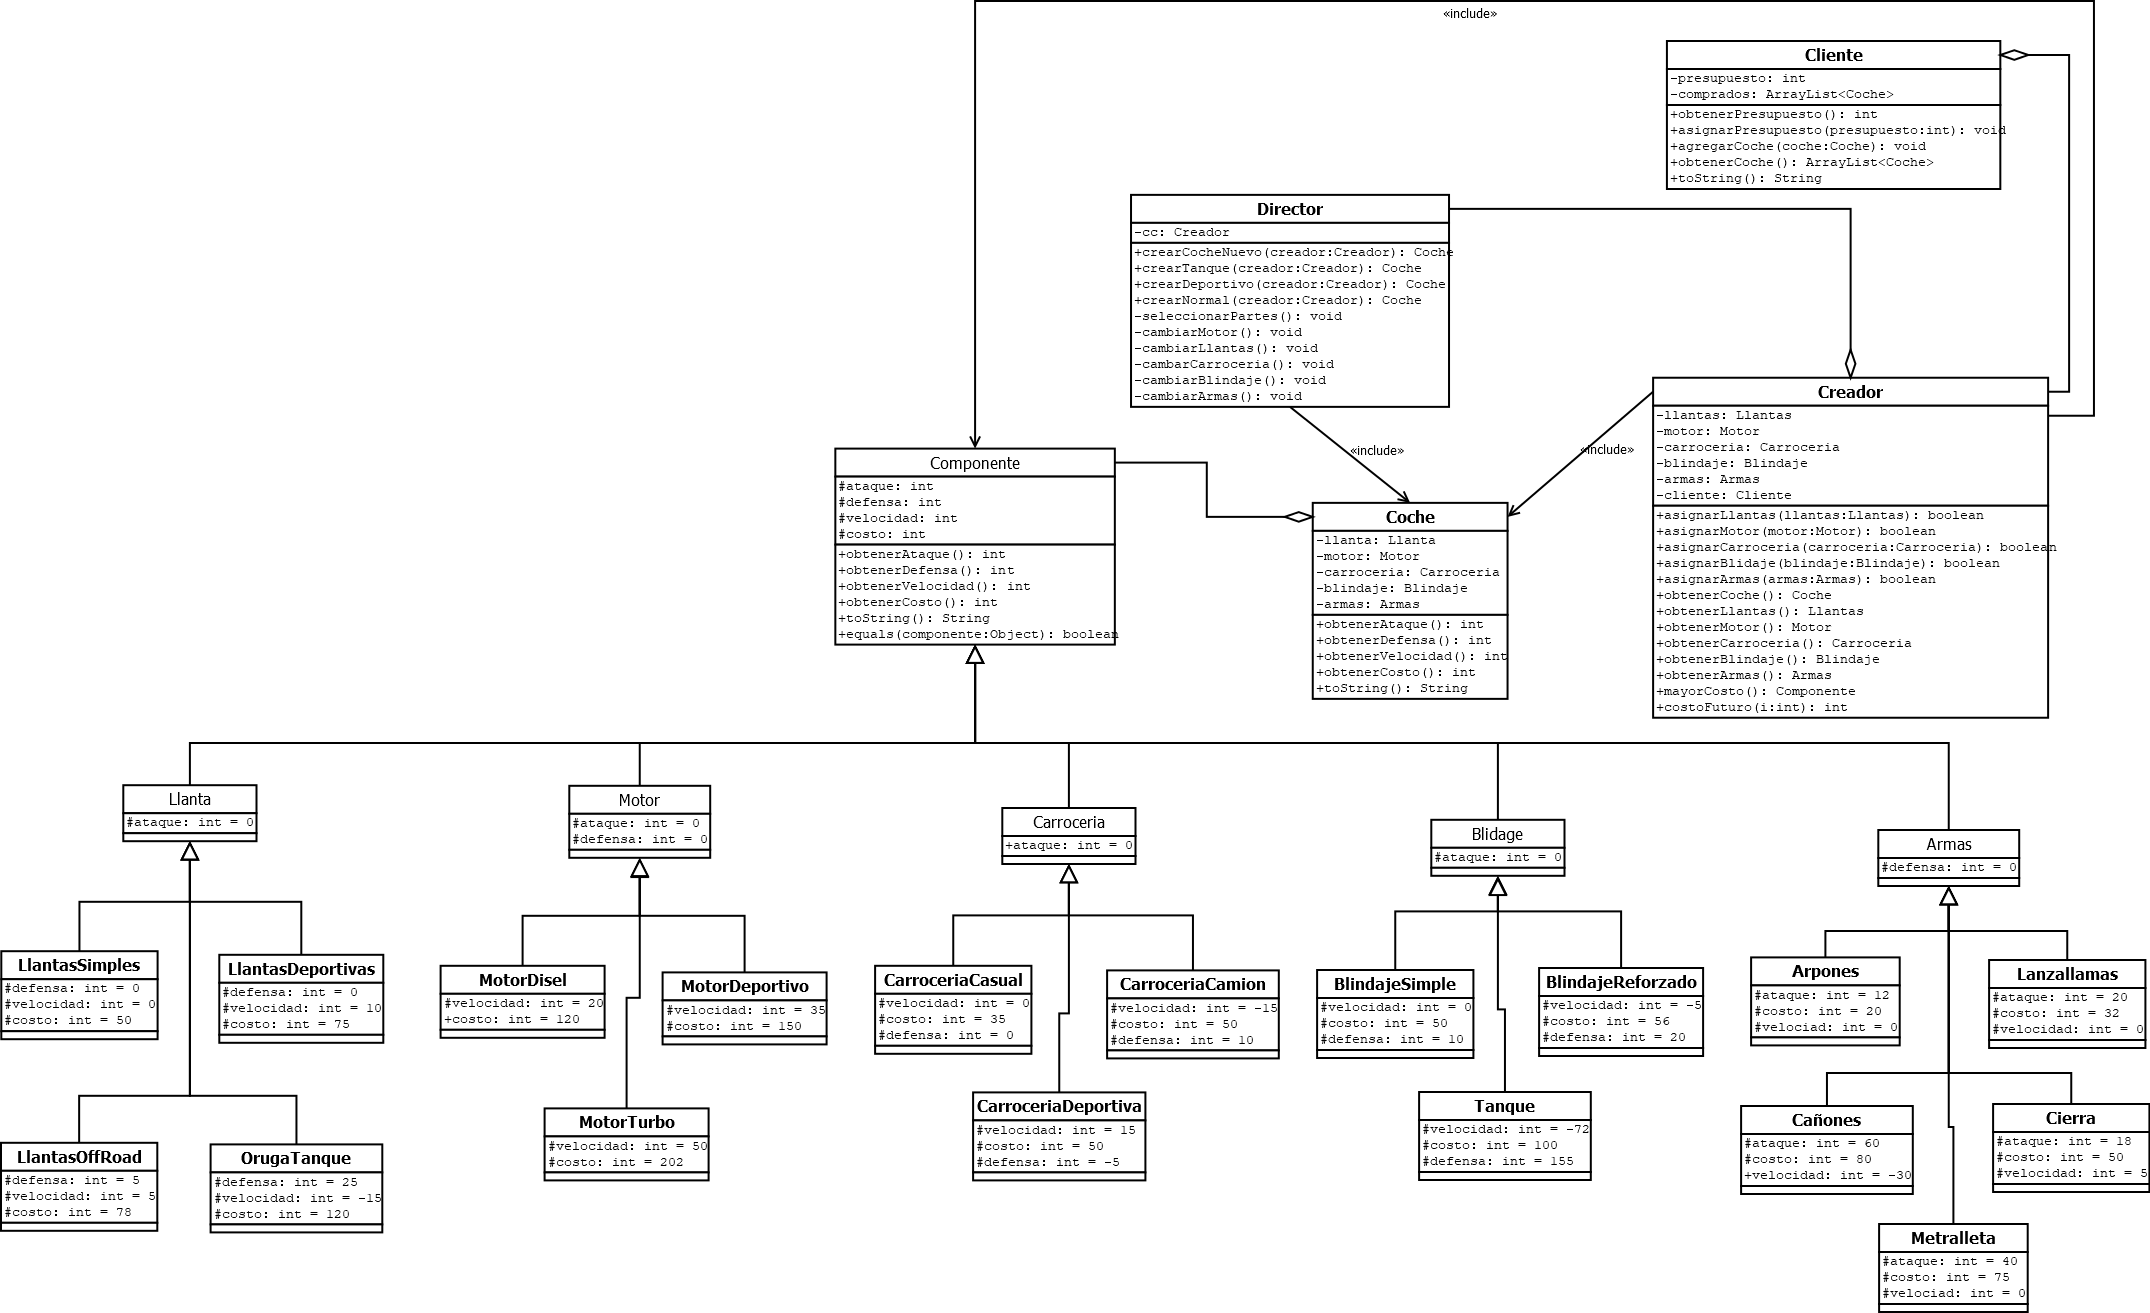 «include»
Cliente
-presupuesto: int
-comprados: ArrayList<Coche>
+obtenerPresupuesto(): int
+asignarPresupuesto(presupuesto:int): void
+agregarCoche(coche:Coche): void
+obtenerCoche(): ArrayList<Coche>
+toString(): String
Director
-cc: Creador
+crearCocheNuevo(creador:Creador): Coche
+crearTanque(creador:Creador): Coche
+crearDeportivo(creador:Creador): Coche
+crearNormal(creador:Creador): Coche
-seleccionarPartes(): void
-cambiarMotor(): void
-cambiarLlantas(): void
-cambarCarroceria(): void
-cambiarBlindaje(): void
-cambiarArmas(): void
«include»
«include»
Creador
-llantas: Llantas
-motor: Motor
-carroceria: Carroceria
-blindaje: Blindaje
-armas: Armas
-cliente: Cliente
+asignarLlantas(llantas:Llantas): boolean
+asignarMotor(motor:Motor): boolean
+asignarCarroceria(carroceria:Carroceria): boolean
+asignarBlidaje(blindaje:Blindaje): boolean
+asignarArmas(armas:Armas): boolean
+obtenerCoche(): Coche
+obtenerLlantas(): Llantas
+obtenerMotor(): Motor
+obtenerCarroceria(): Carroceria
+obtenerBlindaje(): Blindaje
+obtenerArmas(): Armas
+mayorCosto(): Componente
+costoFuturo(i:int): int
Componente
#ataque: int
#defensa: int
#velocidad: int
#costo: int
+obtenerAtaque(): int
+obtenerDefensa(): int
+obtenerVelocidad(): int
+obtenerCosto(): int
+toString(): String
+equals(componente:Object): boolean
Coche
-llanta: Llanta
-motor: Motor
-carroceria: Carroceria
-blindaje: Blindaje
-armas: Armas
+obtenerAtaque(): int
+obtenerDefensa(): int
+obtenerVelocidad(): int
+obtenerCosto(): int
+toString(): String
Llanta
#ataque: int = 0
Motor
#ataque: int = 0
#defensa: int = 0
Carroceria
+ataque: int = 0
Blidage
#ataque: int = 0
Armas
#defensa: int = 0
LlantasSimples
#defensa: int = 0
#velocidad: int = 0
#costo: int = 50
LlantasDeportivas
#defensa: int = 0
#velocidad: int = 10
#costo: int = 75
MotorDisel
#velocidad: int = 20
+costo: int = 120
MotorDeportivo
#velocidad: int = 35
#costo: int = 150
CarroceriaCasual
#velocidad: int = 0
#costo: int = 35
#defensa: int = 0
CarroceriaCamion
#velocidad: int = -15
#costo: int = 50
#defensa: int = 10
BlindajeSimple
#velocidad: int = 0
#costo: int = 50
#defensa: int = 10
BlindajeReforzado
#velocidad: int = -5
#costo: int = 56
#defensa: int = 20
Arpones
#ataque: int = 12
#costo: int = 20
#velociad: int = 0
Lanzallamas
#ataque: int = 20
#costo: int = 32
#velocidad: int = 0
LlantasOffRoad
#defensa: int = 5
#velocidad: int = 5
#costo: int = 78
OrugaTanque
#defensa: int = 25
#velocidad: int = -15
#costo: int = 120
MotorTurbo
#velocidad: int = 50
#costo: int = 202
CarroceriaDeportiva
#velocidad: int = 15
#costo: int = 50
#defensa: int = -5
Tanque
#velocidad: int = -72
#costo: int = 100
#defensa: int = 155
Cañones
#ataque: int = 60
#costo: int = 80
+velocidad: int = -30
Cierra
#ataque: int = 18
#costo: int = 50
#velocidad: int = 5
Metralleta
#ataque: int = 40
#costo: int = 75
#velociad: int = 0